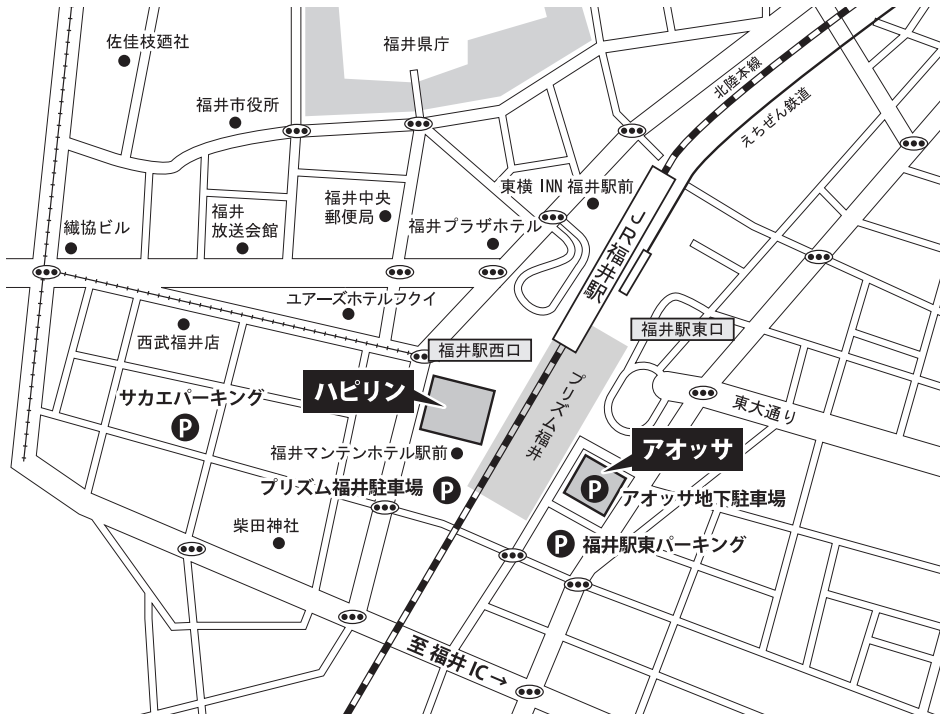 佐佳枝廼社
福井県庁
北陸本線
えちぜん鉄道
福井市役所
東横 INN 福井駅前
福井中央
郵便局
福井
放送会館
福井プラザホテル
繊協ビル
JR福井駅
ユアーズホテルフクイ
福井駅東口
西武福井店
福井駅西口
ハピリン
サカエパーキング
P
プリズム福井
東大通り
アオッサ
福井マンテンホテル駅前
プリズム福井駐車場
P
P
アオッサ地下駐車場
柴田神社
P
福井駅東パーキング
至 福井 IC→